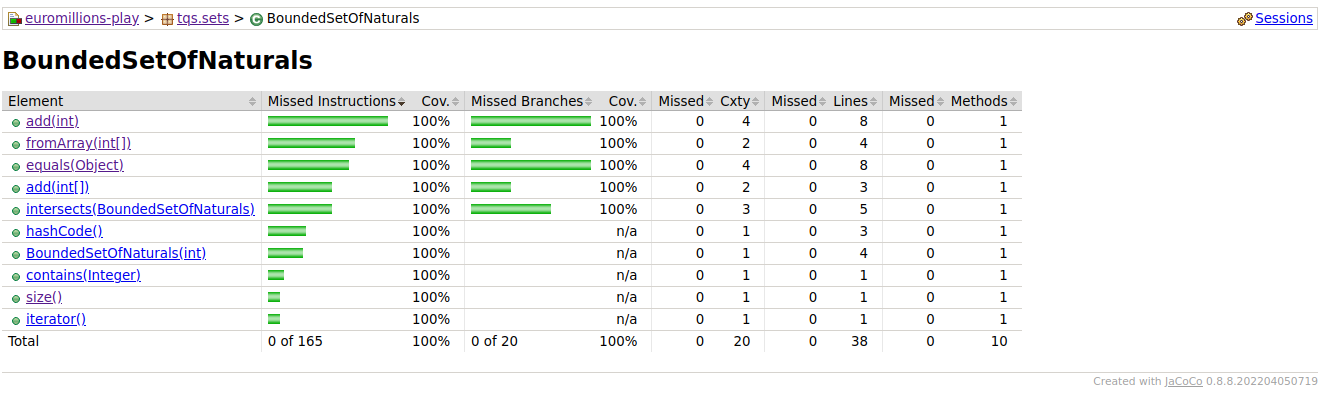 euromillions-play > tqs.sets > BoundedSetOfNaturals Sessions
BoundedSetOfNaturals
Element Missed Instructions Cov. Missed Branches Cov. Missed Cxty Missed Lines Missed Methods
add(int) 100% 100% 0 4 0 8 0 1
fromArray(int[]) 100% 100% 0 2 0 4 0 1
equals(Object) 100% 100% 0 4 0 8 0 1
add(int[]) 100% 100% 0 2 0 3 0 1
intersects(BoundedSetOfNaturals) 100% 100% 0 3 0 5 0 1
hashCode() 100% n/a 0 1 0 3 0 1
BoundedSetOfNaturals(int) 100% n/a 0 1 0 4 0 1
contains(Integer) 100% n/a 0 1 0 1 0 1
size() 100% n/a 0 1 0 1 0 1
iterator() 100% n/a 0 1 0 1 0 1
Total 0 of 165 100% 0 of 20 100% 0 20 0 38 0 10
Created with JaCoCo 0.8.8.202204050719